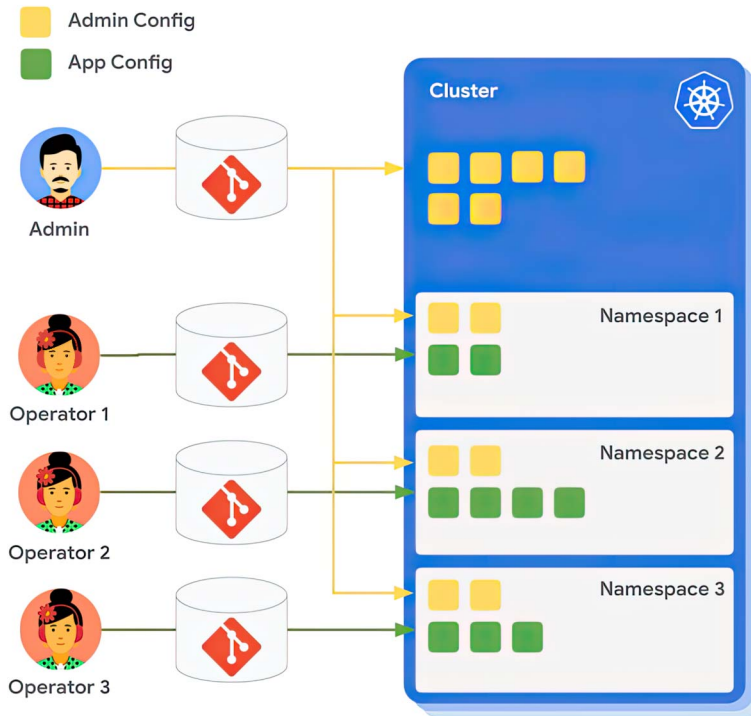 Admin Config
App Config
Cluster
Admin
Namespace 1
Operator 1
Namespace 2
Operator 2
Namespace 3
Operator 3